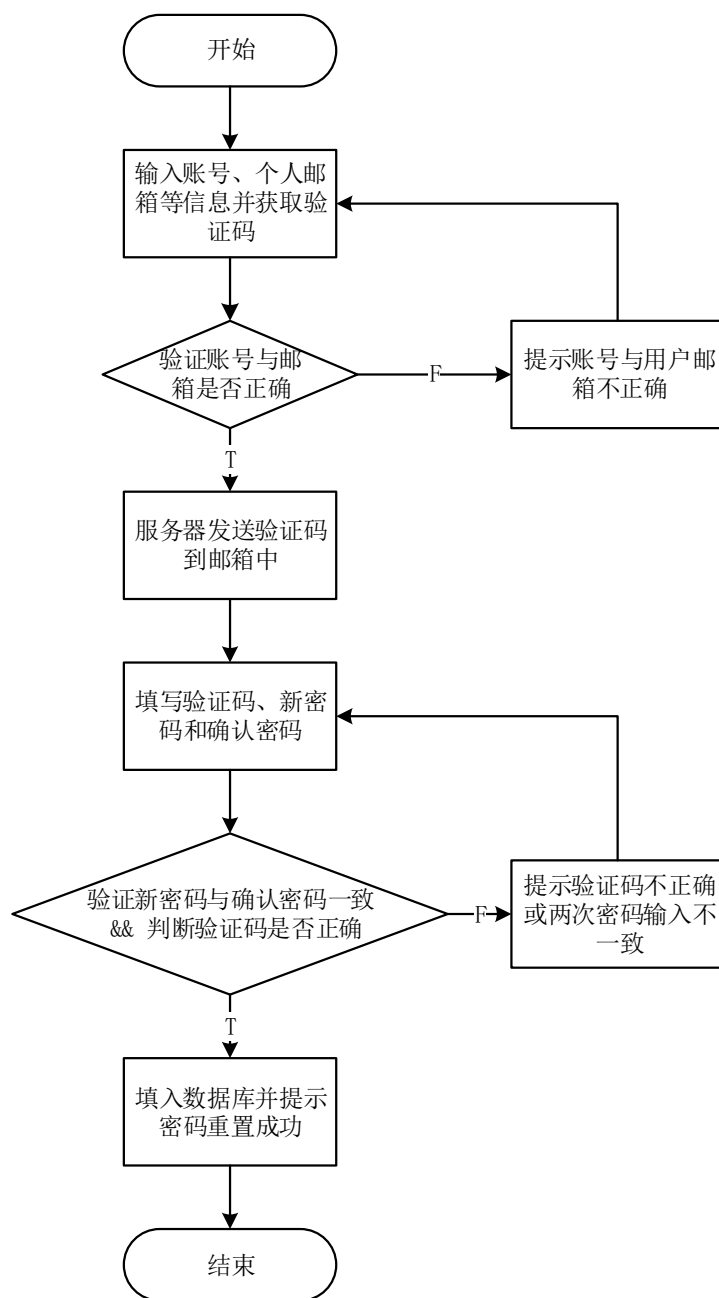 开始
输入账号、个人邮
箱等信息并获取验
证码
验证账号与邮
箱是否正确
F
提示账号与用户邮
箱不正确
T
服务器发送验证码
到邮箱中
填写验证码、新密
码和确认密码
验证新密码与确认密码一致
&& 判断验证码是否正确
F
提示验证码不正确
或两次密码输入不
一致
T
填入数据库并提示
密码重置成功
结束